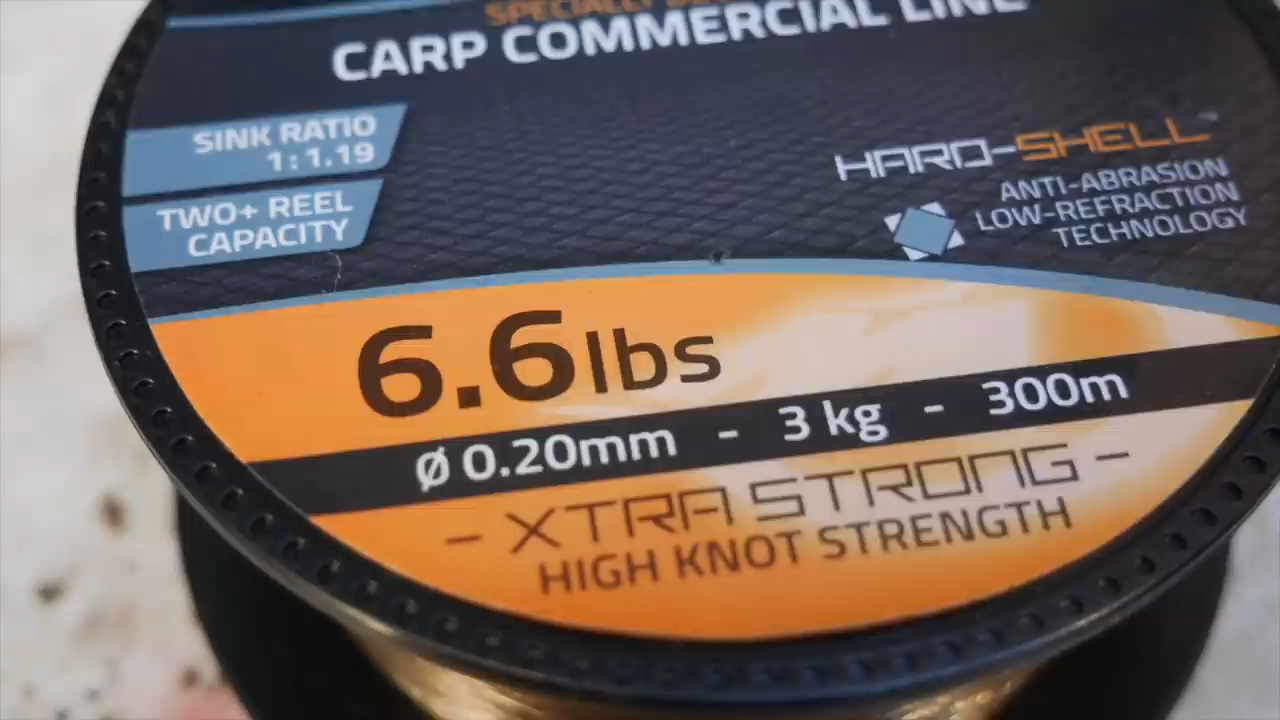 SPECIALLY
CARP COMMERCIAL LINE
SINK RATIO
1:1.19
TWO+ REEL
CAPACITY
HARD-SHELL
ANTI-ABRASION
LOW-REFRACTION
TECHNOLOGY
6.6lbs
Ø 0.20mm - 3 kg - 300m
- XTRA STRONG -
HIGH KNOT STRENGTH